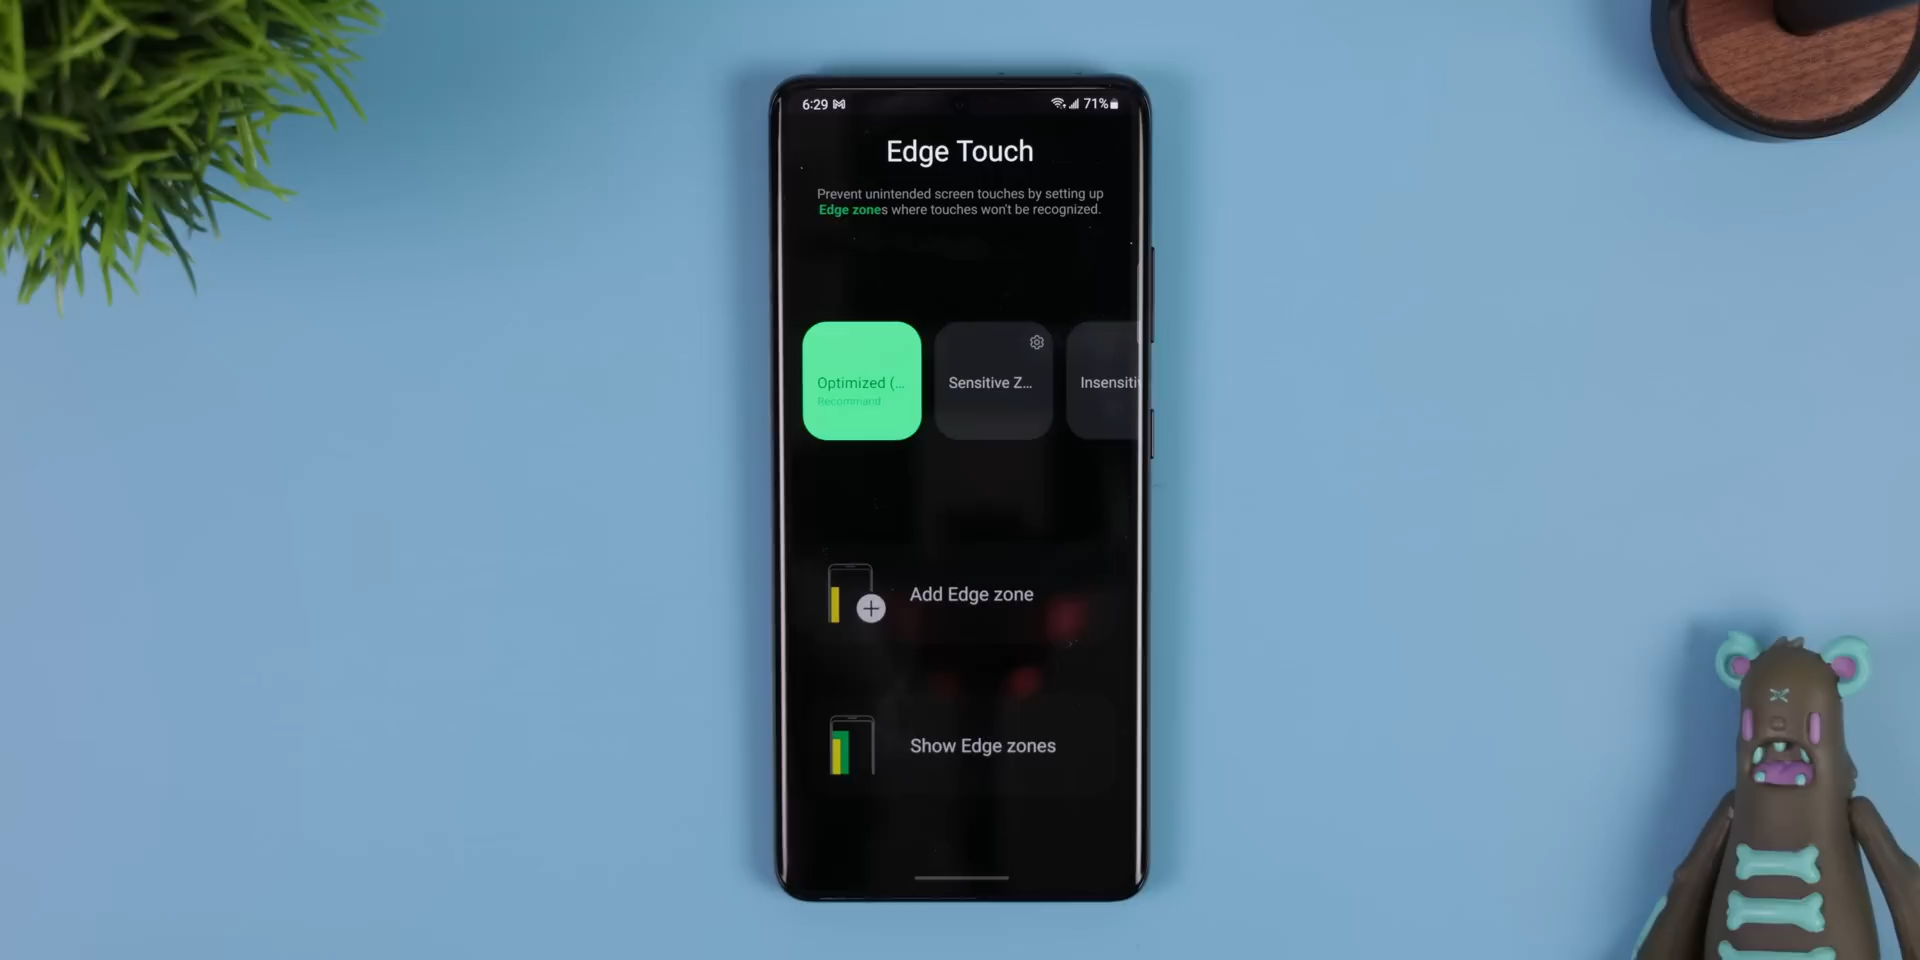 6:29
71%
Edge Touch
Prevent unintended screen touches by setting up
Edge zones where touches won't be recognized.
Optimized (...
Recommand
Sensitive Z...
Insensiti
Add Edge zone
Show Edge zones